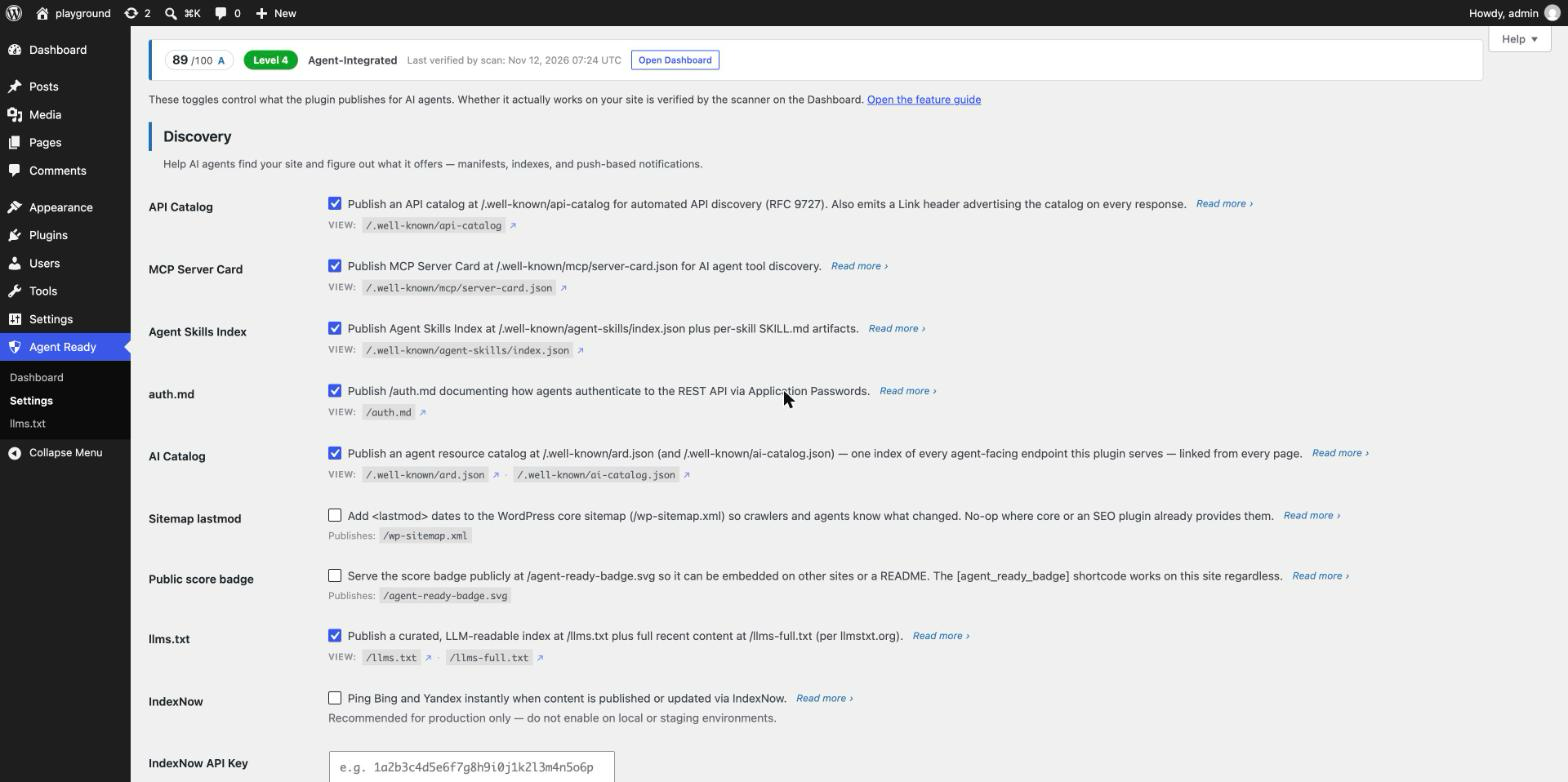 playground
2
⌘K
0
New
Howdy, admin
Help
Dashboard
Posts
Media
Pages
Comments
Appearance
Plugins
Users
Tools
Settings
Agent Ready
Dashboard
Settings
llms.txt
Collapse Menu
89 /100 A Level 4 Agent-Integrated Last verified by scan: Nov 12, 2026 07:24 UTC Open Dashboard
These toggles control what the plugin publishes for AI agents. Whether it actually works on your site is verified by the scanner on the Dashboard. Open the feature guide
Discovery
Help AI agents find your site and figure out what it offers — manifests, indexes, and push-based notifications.
API Catalog
Publish an API catalog at /.well-known/api-catalog for automated API discovery (RFC 9727). Also emits a Link header advertising the catalog on every response. Read more ›
VIEW: /.well-known/api-catalog ↗
MCP Server Card
Publish MCP Server Card at /.well-known/mcp/server-card.json for AI agent tool discovery. Read more ›
VIEW: /.well-known/mcp/server-card.json ↗
Agent Skills Index
Publish Agent Skills Index at /.well-known/agent-skills/index.json plus per-skill SKILL.md artifacts. Read more ›
VIEW: /.well-known/agent-skills/index.json ↗
auth.md
Publish /auth.md documenting how agents authenticate to the REST API via Application Passwords. Read more ›
VIEW: /auth.md ↗
AI Catalog
Publish an agent resource catalog at /.well-known/ard.json (and /.well-known/ai-catalog.json) — one index of every agent-facing endpoint this plugin serves — linked from every page. Read more ›
VIEW: /.well-known/ard.json ↗ · /.well-known/ai-catalog.json ↗
Sitemap lastmod
Add <lastmod> dates to the WordPress core sitemap (/wp-sitemap.xml) so crawlers and agents know what changed. No-op where core or an SEO plugin already provides them. Read more ›
Publishes: /wp-sitemap.xml
Public score badge
Serve the score badge publicly at /agent-ready-badge.svg so it can be embedded on other sites or a README. The [agent_ready_badge] shortcode works on this site regardless. Read more ›
Publishes: /agent-ready-badge.svg
llms.txt
Publish a curated, LLM-readable index at /llms.txt plus full recent content at /llms-full.txt (per llmstxt.org). Read more ›
VIEW: /llms.txt ↗ · /llms-full.txt ↗
IndexNow
Ping Bing and Yandex instantly when content is published or updated via IndexNow. Read more ›
Recommended for production only — do not enable on local or staging environments.
IndexNow API Key
e.g. 1a2b3c4d5e6f7g8h9i0j1k2l3m4n5o6p